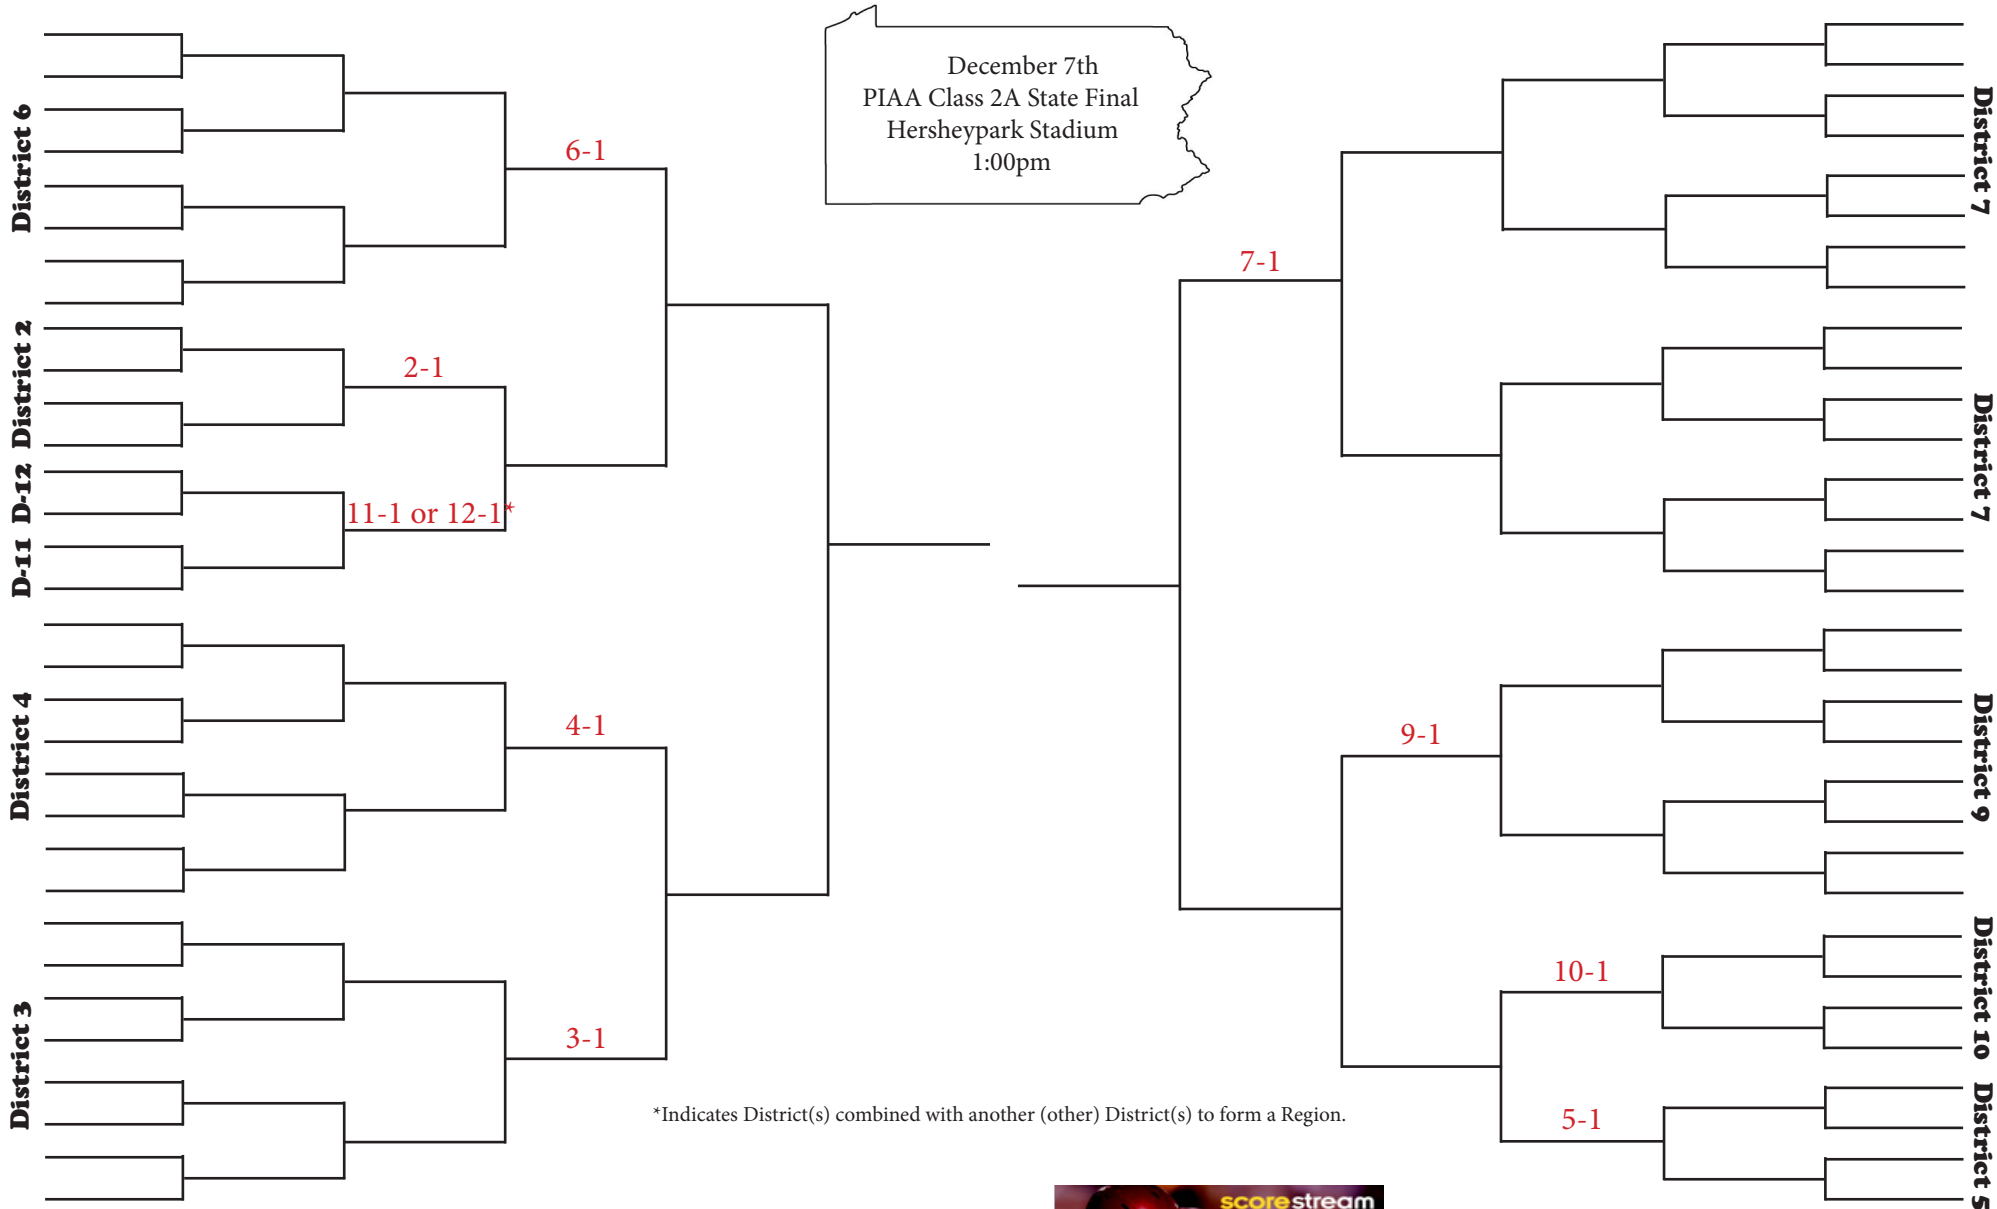 December 7th
PIAA Class 2A State Final
Hersheypark Stadium
1:00pm
District 6
District 2
D-12
D-11
District 4
District 3
6-1
2-1
11-1 or 12-1*
4-1
3-1
7-1
9-1
10-1
5-1
District 7
District 7
District 9
District 10
District 5
*Indicates District(s) combined with another (other) District(s) to form a Region.
scorestream